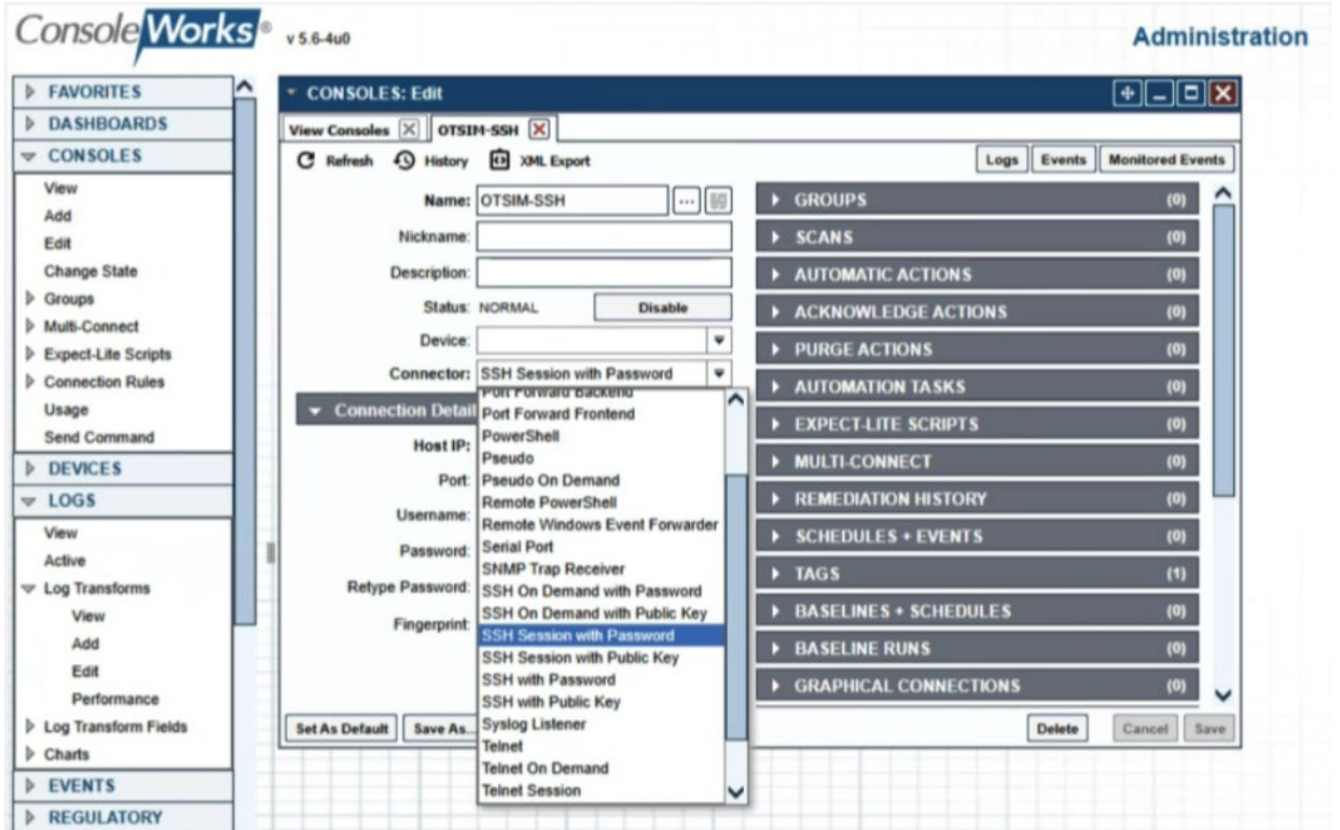 ConsoleWorks® v 5.6-4u0
Administration
FAVORITES
DASHBOARDS
CONSOLES
View
Add
Edit
Change State
Groups
Multi-Connect
Expect-Lite Scripts
Connection Rules
Usage
Send Command
DEVICES
LOGS
View
Active
Log Transforms
View
Add
Edit
Performance
Log Transform Fields
Charts
EVENTS
REGULATORY
CONSOLES: Edit
View Consoles OTSIM-SSH
Refresh History XML Export Logs Events Monitored Events
Name: OTSIM-SSH ...
Nickname:
Description:
Status: NORMAL Disable
Device:
Connector: SSH Session with Password
Connection Detail
Host IP:
Port:
Username:
Password:
Retype Password:
Fingerprint:
Port Forward Backend
Port Forward Frontend
PowerShell
Pseudo
Pseudo On Demand
Remote PowerShell
Remote Windows Event Forwarder
Serial Port
SNMP Trap Receiver
SSH On Demand with Password
SSH On Demand with Public Key
SSH Session with Password
SSH Session with Public Key
SSH with Password
SSH with Public Key
Syslog Listener
Telnet
Telnet On Demand
Telnet Session
GROUPS (0)
SCANS (0)
AUTOMATIC ACTIONS (0)
ACKNOWLEDGE ACTIONS (0)
PURGE ACTIONS (0)
AUTOMATION TASKS (0)
EXPECT-LITE SCRIPTS (0)
MULTI-CONNECT (0)
REMEDIATION HISTORY (0)
SCHEDULES + EVENTS (0)
TAGS (1)
BASELINES + SCHEDULES (0)
BASELINE RUNS (0)
GRAPHICAL CONNECTIONS (0)
Set As Default Save As... Delete Cancel Save